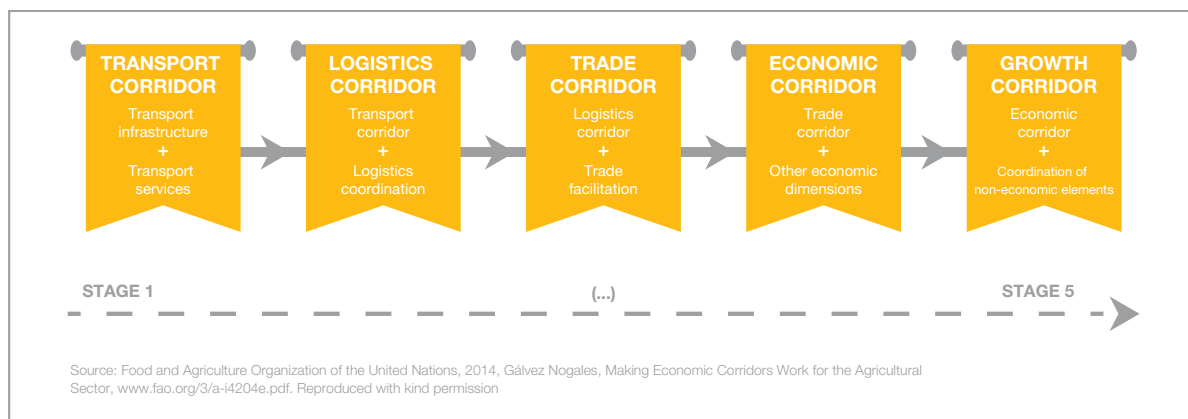 TRANSPORT
CORRIDOR
Transport
infrastructure
+
Transport
services
LOGISTICS
CORRIDOR
Transport
corridor
+
Logistics
coordination
TRADE
CORRIDOR
Logistics
corridor
+
Trade
facilitation
ECONOMIC
CORRIDOR
Trade
corridor
+
Other economic
dimensions
GROWTH
CORRIDOR
Economic
corridor
+
Coordination of
non-economic elements
STAGE 1
(...)
STAGE 5
Source: Food and Agriculture Organization of the United Nations, 2014, Gálvez Nogales, Making Economic Corridors Work for the Agricultural
Sector, www.fao.org/3/a-i4204e.pdf. Reproduced with kind permission